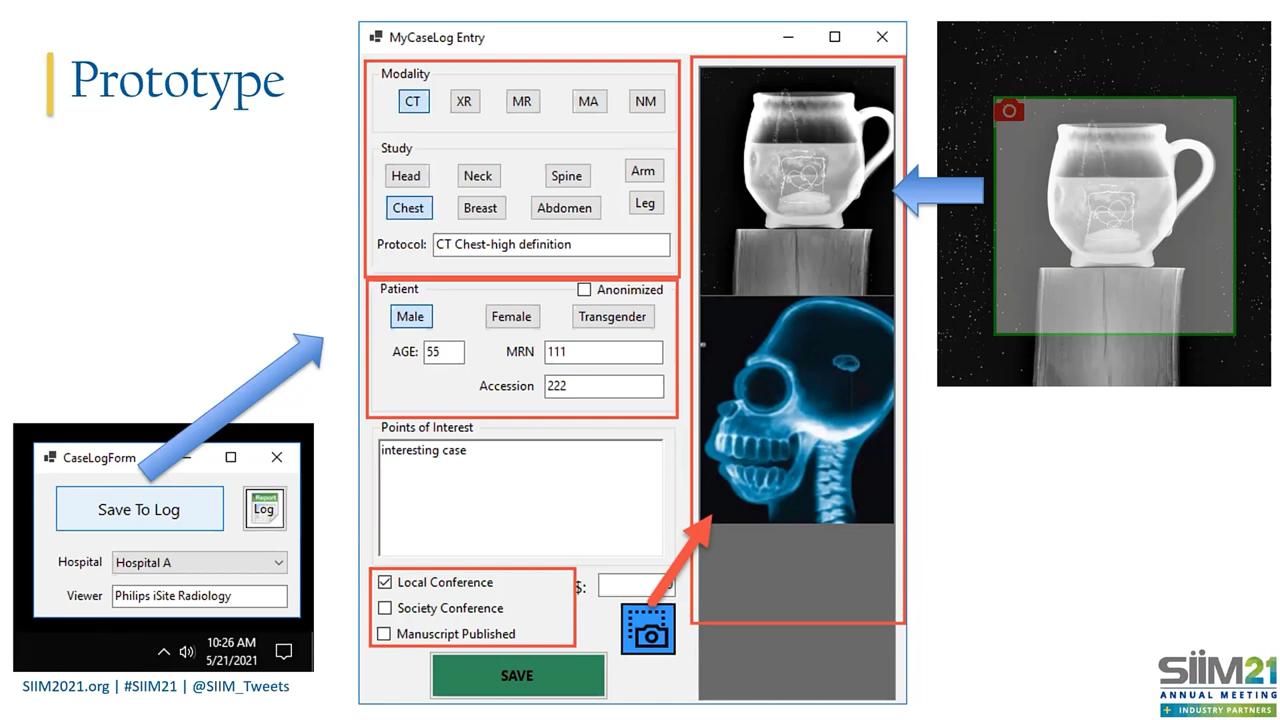 Prototype
MyCaseLog Entry
Modality
CT XR MR MA NM
Study
Head Neck Spine Arm
Chest Breast Abdomen Leg
Protocol: CT Chest-high definition
Patient Anonimized
Male Female Transgender
AGE: 55 MRN 111
Accession 222
Points of Interest
interesting case
Local Conference
$:
Society Conference
Manuscript Published
SAVE
CaseLogForm
Save To Log
Report
Log
Hospital Hospital A
Viewer Philips iSite Radiology
10:26 AM
5/21/2021
SIIM2021.org | #SIIM21 | @SIIM_Tweets
SIIM21
ANNUAL MEETING
+ INDUSTRY PARTNERS